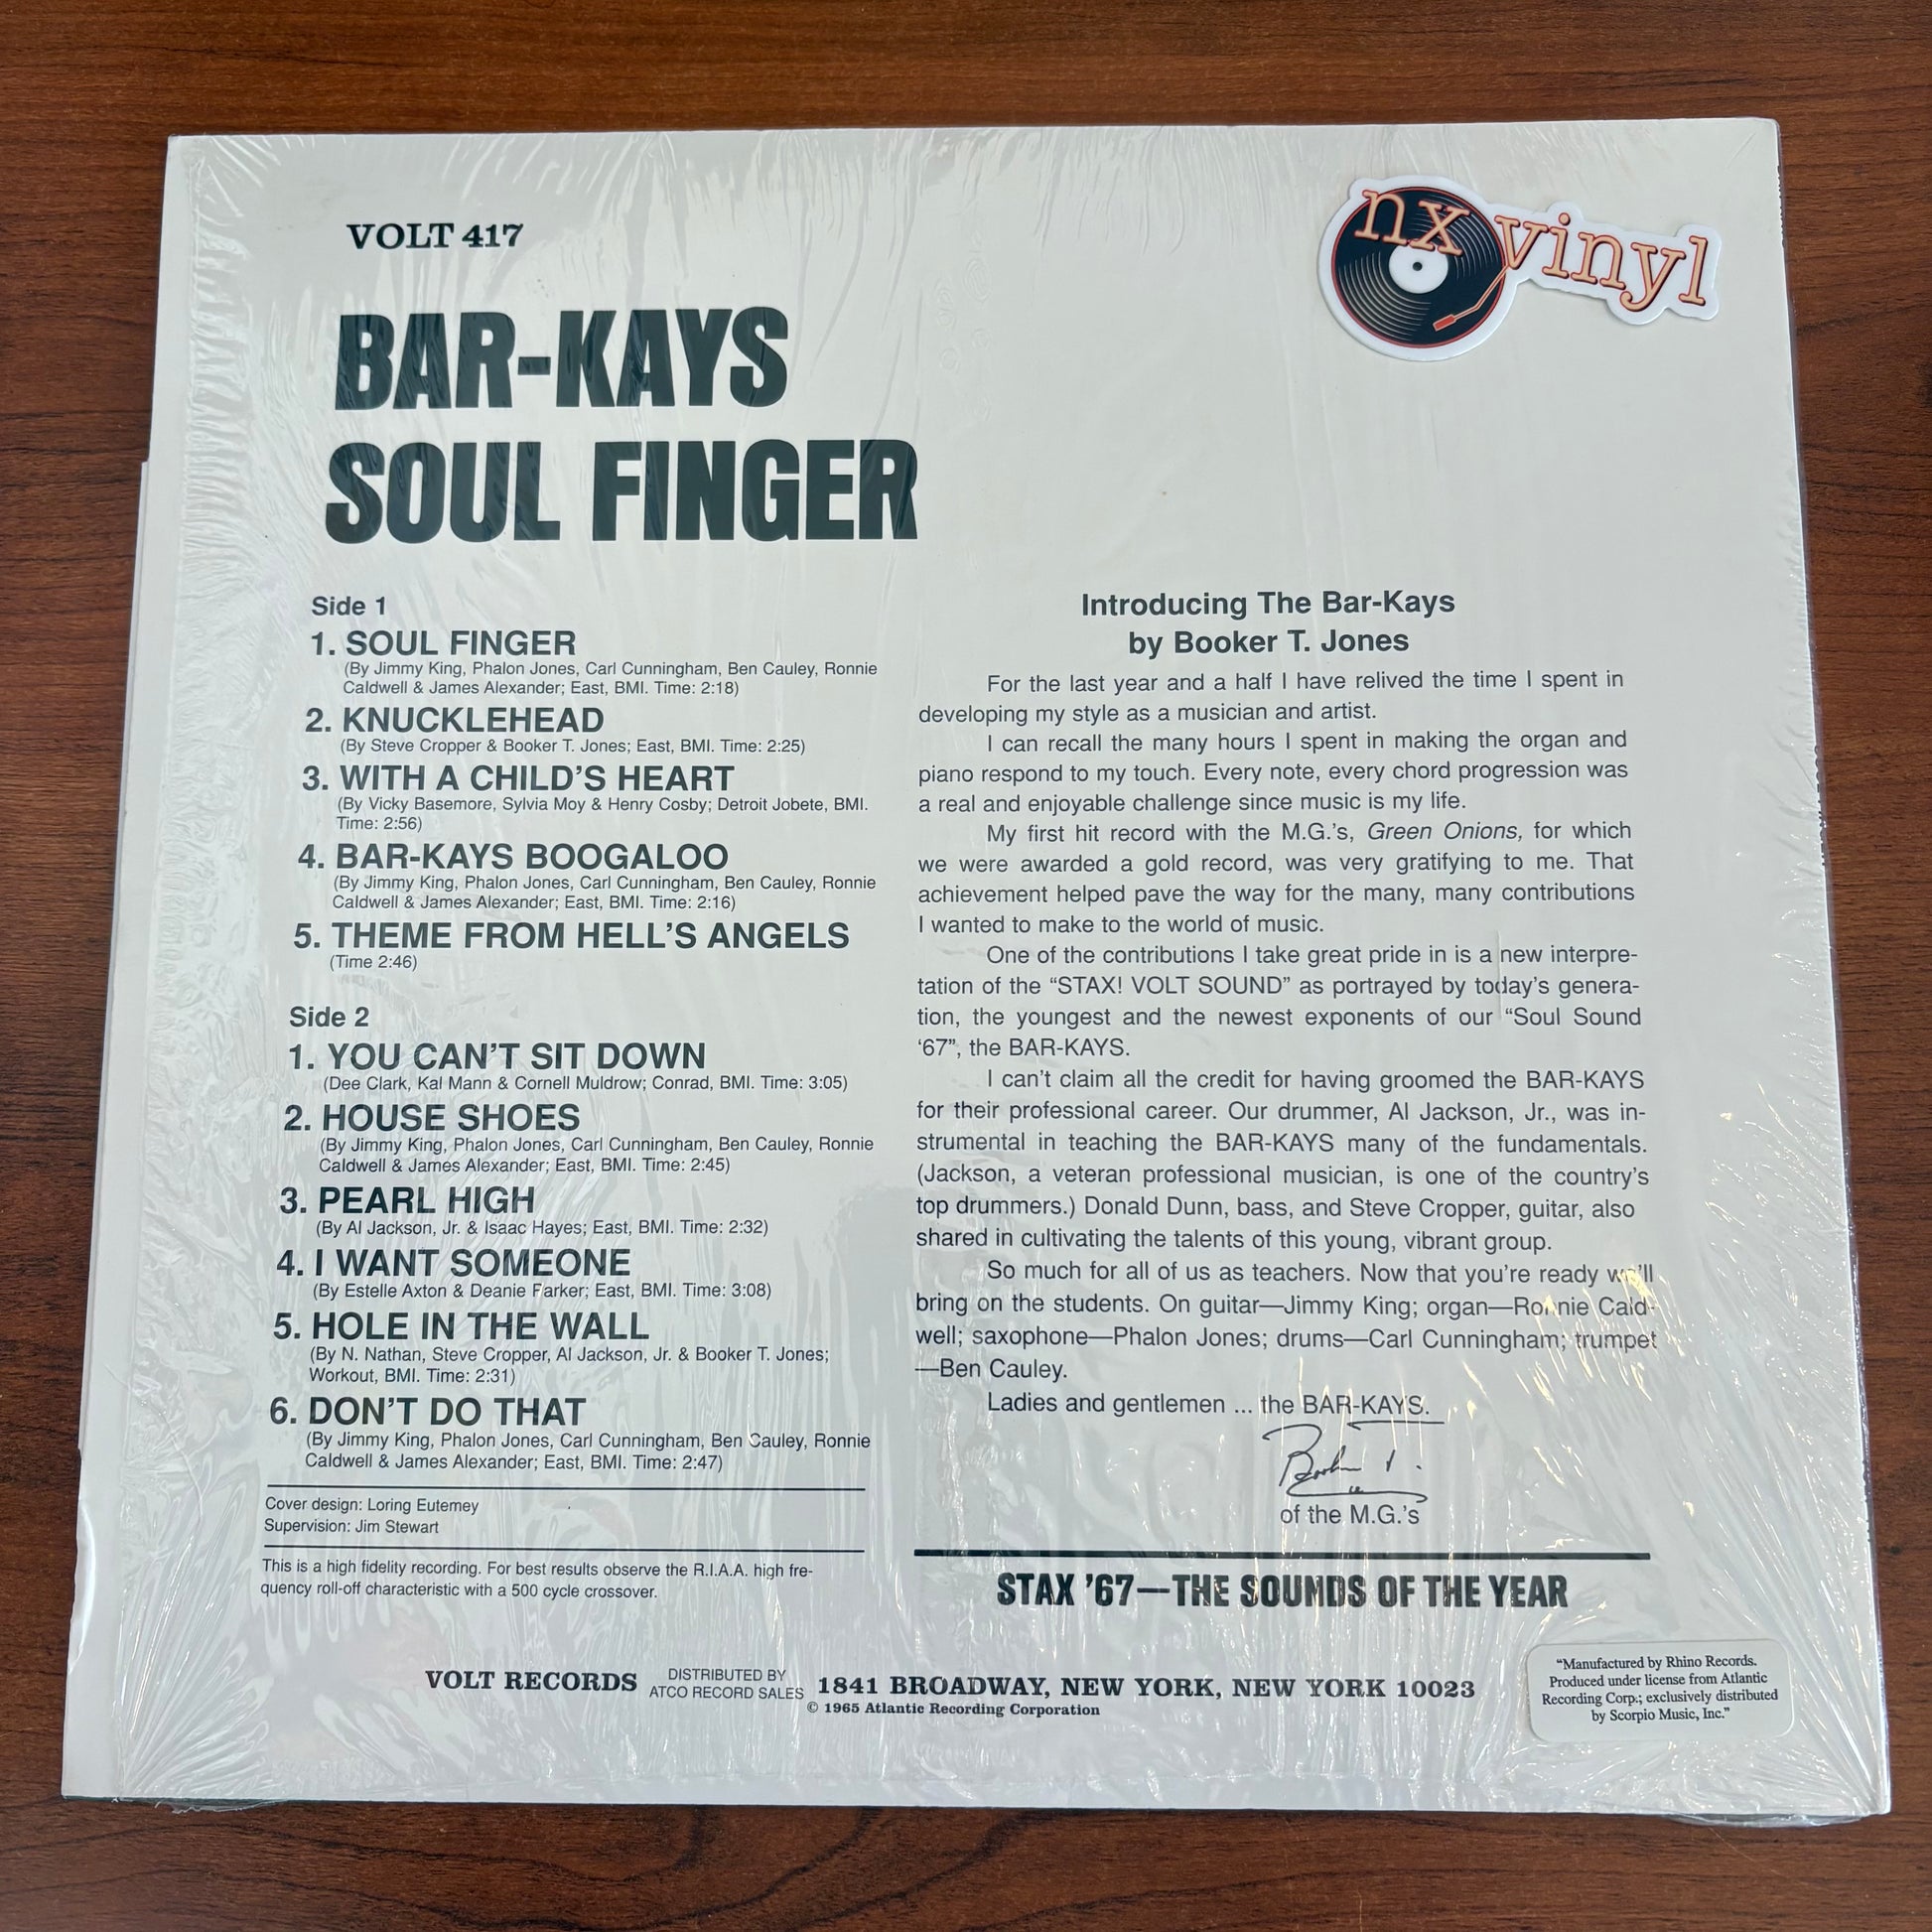 VOLT 417
nx vinyl
BAR-KAYS
SOUL FINGER
Side 1
1. SOUL FINGER
(By Jimmy King, Phalon Jones, Carl Cunningham, Ben Cauley, Ronnie
Caldwell & James Alexander; East, BMI. Time: 2:18)
2. KNUCKLEHEAD
(By Steve Cropper & Booker T. Jones; East, BMI. Time: 2:25)
3. WITH A CHILD'S HEART
(By Vicky Basemore, Sylvia Moy & Henry Cosby; Detroit Jobete, BMI.
Time: 2:56)
4. BAR-KAYS BOOGALOO
(By Jimmy King, Phalon Jones, Carl Cunningham, Ben Cauley, Ronnie
Caldwell & James Alexander; East, BMI. Time: 2:16)
5. THEME FROM HELL'S ANGELS
(Time 2:46)
Side 2
1. YOU CAN'T SIT DOWN
(Dee Clark, Kal Mann & Cornell Muldrow; Conrad, BMI. Time: 3:05)
2. HOUSE SHOES
(By Jimmy King, Phalon Jones, Carl Cunningham, Ben Cauley, Ronnie
Caldwell & James Alexander; East, BMI. Time: 2:45)
3. PEARL HIGH
(By Al Jackson, Jr. & Isaac Hayes; East, BMI. Time: 2:32)
4. I WANT SOMEONE
(By Estelle Axton & Deanie Farker; East, BMI. Time: 3:08)
5. HOLE IN THE WALL
(By N. Nathan, Steve Cropper, Al Jackson, Jr. & Booker T. Jones;
Workout, BMI. Time: 2:31)
6. DON'T DO THAT
(By Jimmy King, Phalon Jones, Carl Cunningham, Ben Cauley, Ronnie
Caldwell & James Alexander; East, BMI. Time: 2:47)
Cover design: Loring Eutemey
Supervision: Jim Stewart
This is a high fidelity recording. For best results observe the R.I.A.A. high fre-
quency roll-off characteristic with a 500 cycle crossover.
Introducing The Bar-Kays
by Booker T. Jones
For the last year and a half I have relived the time I spent in
developing my style as a musician and artist.
I can recall the many hours I spent in making the organ and
piano respond to my touch. Every note, every chord progression was
a real and enjoyable challenge since music is my life.
My first hit record with the M.G.'s, Green Onions, for which
we were awarded a gold record, was very gratifying to me. That
achievement helped pave the way for the many, many contributions
I wanted to make to the world of music.
One of the contributions I take great pride in is a new interpre-
tation of the “STAX! VOLT SOUND” as portrayed by today's genera-
tion, the youngest and the newest exponents of our “Soul Sound
‘67”, the BAR-KAYS.
I can't claim all the credit for having groomed the BAR-KAYS
for their professional career. Our drummer, Al Jackson, Jr., was in-
strumental in teaching the BAR-KAYS many of the fundamentals.
(Jackson, a veteran professional musician, is one of the country's
top drummers.) Donald Dunn, bass, and Steve Cropper, guitar, also
shared in cultivating the talents of this young, vibrant group.
So much for all of us as teachers. Now that you're ready we'll
bring on the students. On guitar—Jimmy King; organ—Ronnie Cald-
well; saxophone—Phalon Jones; drums—Carl Cunningham; trumpet
—Ben Cauley.
Ladies and gentlemen ... the BAR-KAYS.
Booker T.
of the M.G.'s
STAX '67—THE SOUNDS OF THE YEAR
VOLT RECORDS DISTRIBUTED BY
ATCO RECORD SALES 1841 BROADWAY, NEW YORK, NEW YORK 10023
© 1965 Atlantic Recording Corporation
“Manufactured by Rhino Records.
Produced under license from Atlantic
Recording Corp.; exclusively distributed
by Scorpio Music, Inc.”